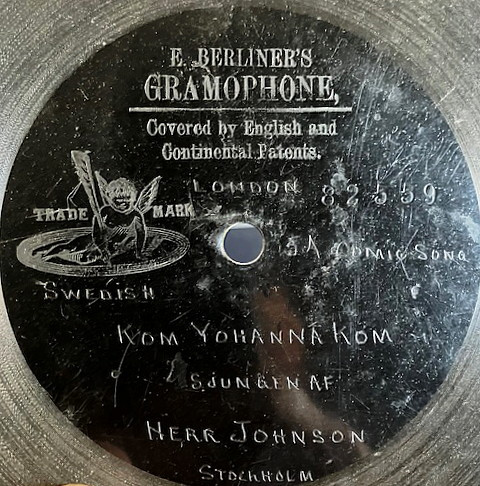 E. BERLINER'S
GRAMOPHONE,
Covered by English and
Continental Patents.
LONDON 82559
TRADE MARK
A COMIC SONG
SWEDISH
KOM YOHANNA KOM
SJUNGEN AF
HERR JOHNSON
STOCKHOLM